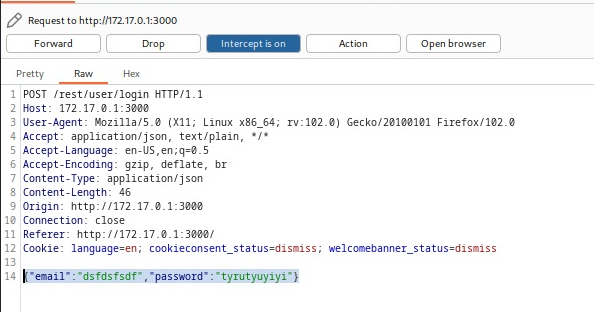 Request to http://172.17.0.1:3000
Forward Drop Intercept is on Action Open browser
Pretty Raw Hex
1 POST /rest/user/login HTTP/1.1
2 Host: 172.17.0.1:3000
3 User-Agent: Mozilla/5.0 (X11; Linux x86_64; rv:102.0) Gecko/20100101 Firefox/102.0
4 Accept: application/json, text/plain, */*
5 Accept-Language: en-US,en;q=0.5
6 Accept-Encoding: gzip, deflate, br
7 Content-Type: application/json
8 Content-Length: 46
9 Origin: http://172.17.0.1:3000
10 Connection: close
11 Referer: http://172.17.0.1:3000/
12 Cookie: language=en; cookieconsent_status=dismiss; welcomebanner_status=dismiss
13
14 {"email":"dsfdsfsdf","password":"tyrutyuyiyi"}